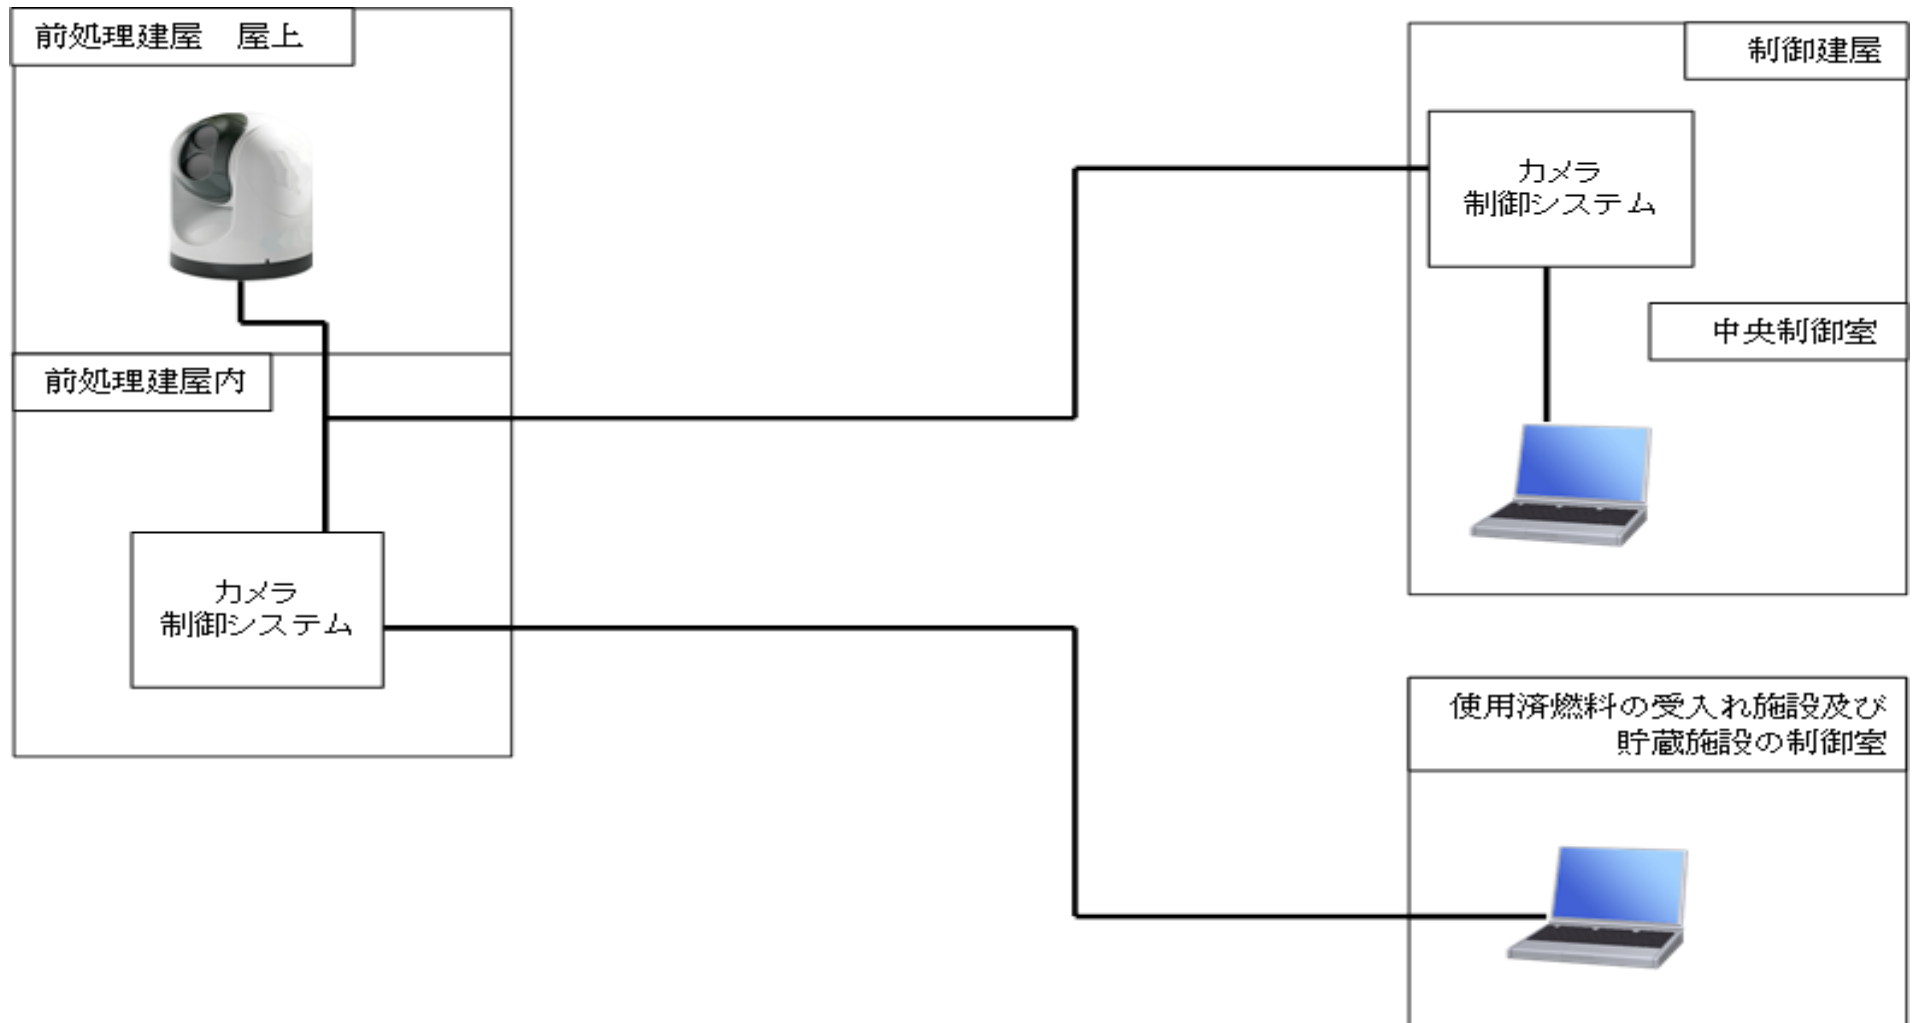 前処理建屋　屋上
制御建屋
カメラ
制御システム
中央制御室
前処理建屋内
カメラ
制御システム
使用済燃料の受入れ施設及び
貯蔵施設の制御室